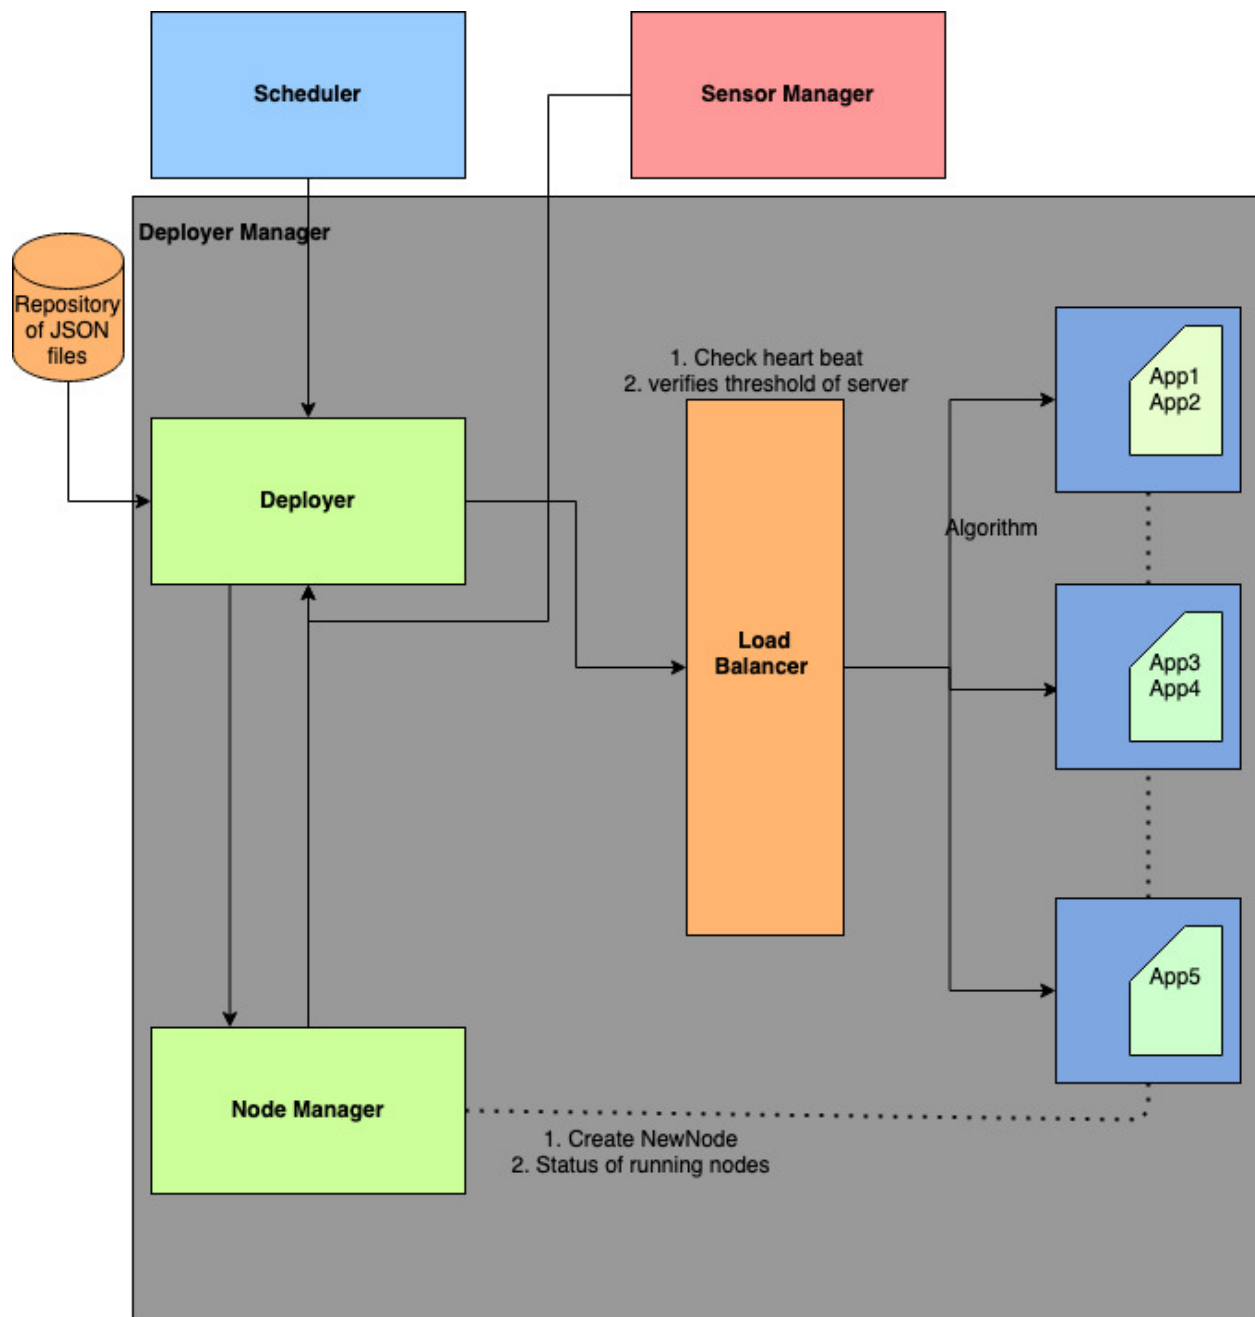 Scheduler
Sensor Manager
Deployer Manager
Repository
of JSON
files
1. Check heart beat
2. verifies threshold of server
App1
App2
Deployer
Algorithm
Load
Balancer
App3
App4
App5
Node Manager
1. Create NewNode
2. Status of running nodes